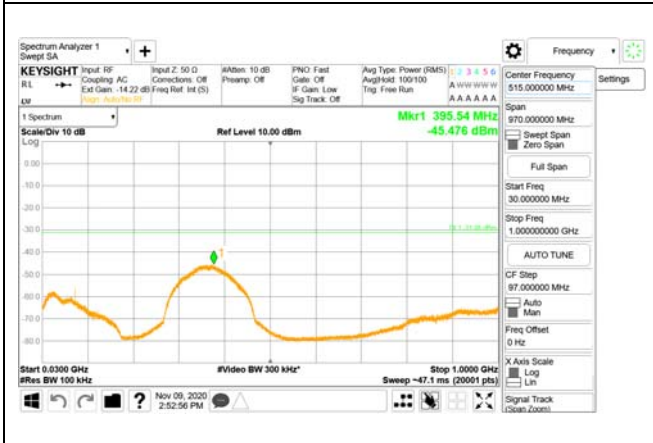 Spectrum Analyzer 1
Swept SA
Frequency
KEYSIGHT
Input: RF
Coupling: AC
Ext Gain: -14.22 dB
Align: Auto/No RF
Input Z: 50 Ω
Corrections: Off
Freq Ref: Int (S)
#Atten: 10 dB
Preamp: Off
PNO: Fast
Gate: Off
IF Gain: Low
Sig Track: Off
Avg Type: Power (RMS)
Avg|Hold: 100/100
Trig: Free Run
1 2 3 4 5 6
A W W W W W
A A A A A A
Center Frequency
515.000000 MHz
Settings
1 Spectrum
Scale/Div 10 dB
Log
Ref Level 10.00 dBm
Mkr1 395.54 MHz
-45.476 dBm
Span
970.000000 MHz
Swept Span
Zero Span
Full Span
Start Freq
30.000000 MHz
Stop Freq
1.000000000 GHz
AUTO TUNE
CF Step
97.000000 MHz
Auto
Man
Freq Offset
0 Hz
X Axis Scale
Log
Lin
Signal Track
(Span Zoom)
0.00
-10.0
-20.0
-30.0
-40.0
-50.0
-60.0
-70.0
-80.0
1
Start 0.0300 GHz
#Res BW 100 kHz
#Video BW 300 kHz*
Stop 1.0000 GHz
Sweep ~47.1 ms (20001 pts)
?
Nov 09, 2020
2:52:56 PM